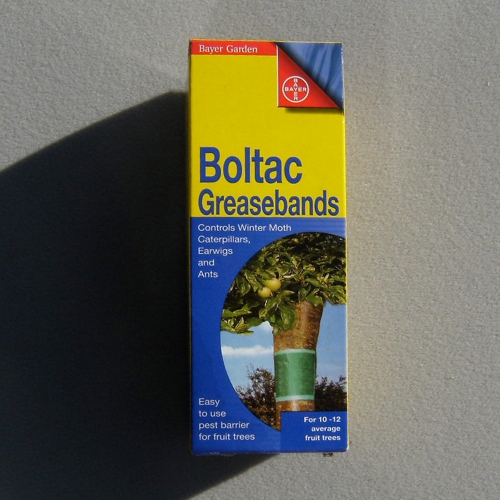 Bayer Garden
BAYER
BAYER
Boltac
Greasebands
Controls Winter Moth
Caterpillars,
Earwigs
and
Ants
Easy
to use
pest barrier
for fruit trees
For 10 -12
average
fruit trees